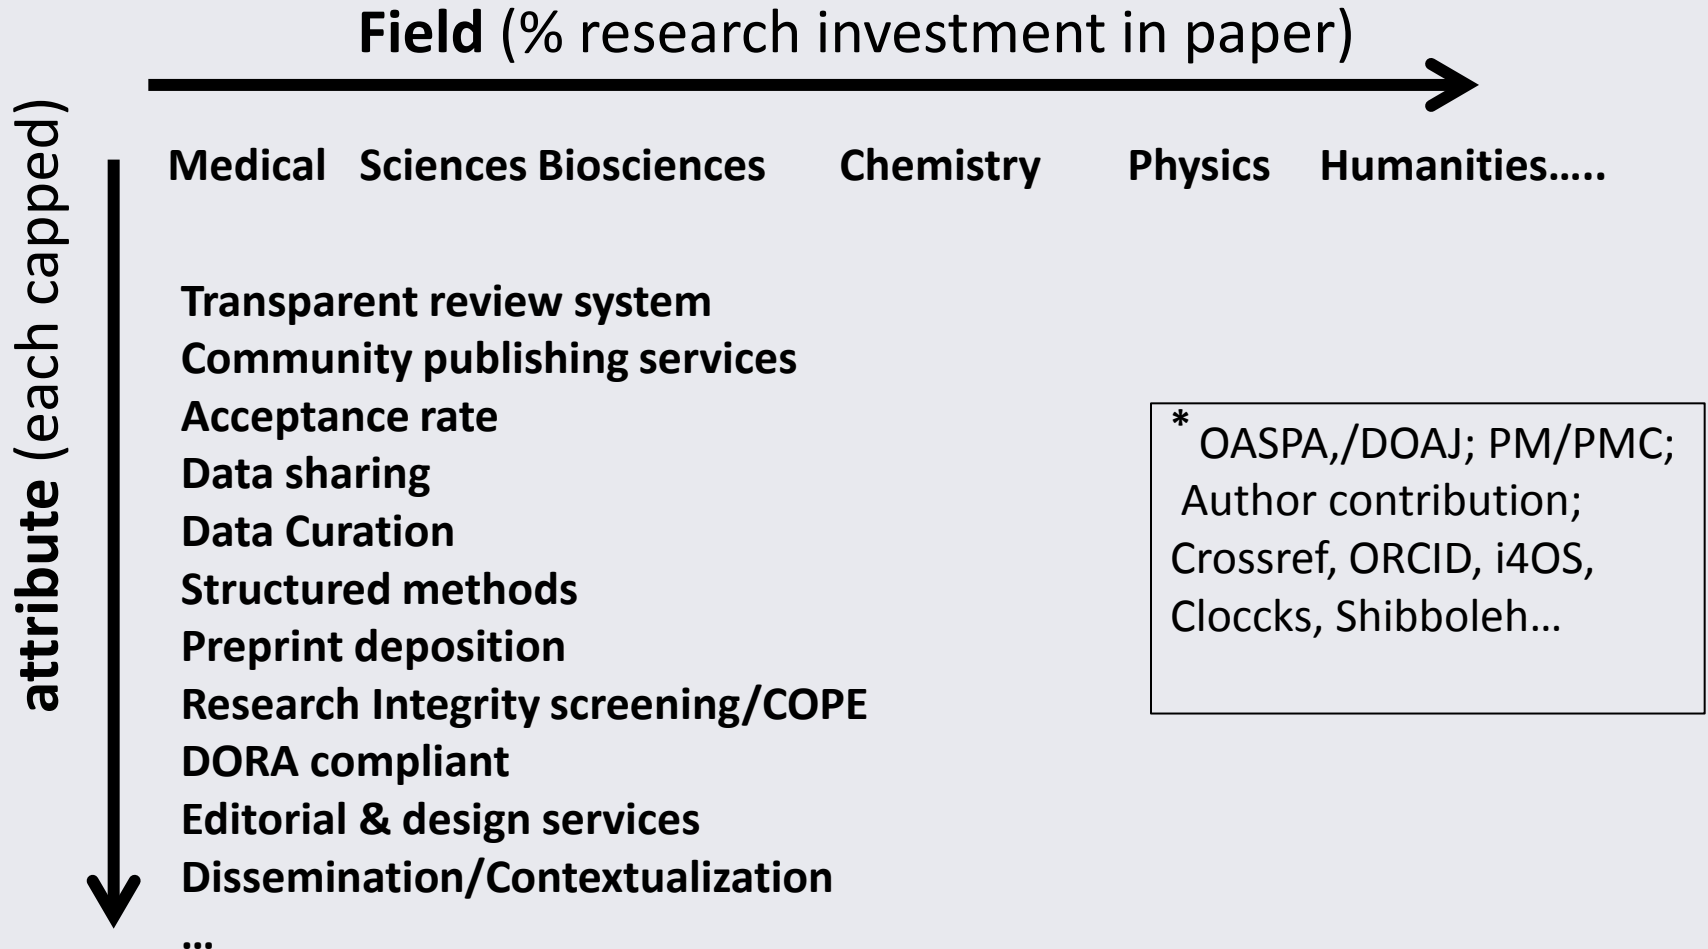 Field (% research investment in paper)
attribute (each capped)
Medical Sciences Biosciences Chemistry Physics Humanities…..
Transparent review system
Community publishing services
Acceptance rate
Data sharing
Data Curation
Structured methods
Preprint deposition
Research Integrity screening/COPE
DORA compliant
Editorial & design services
Dissemination/Contextualization
…
* OASPA,/DOAJ; PM/PMC;
Author contribution;
Crossref, ORCID, i4OS,
Cloccks, Shibboleh…